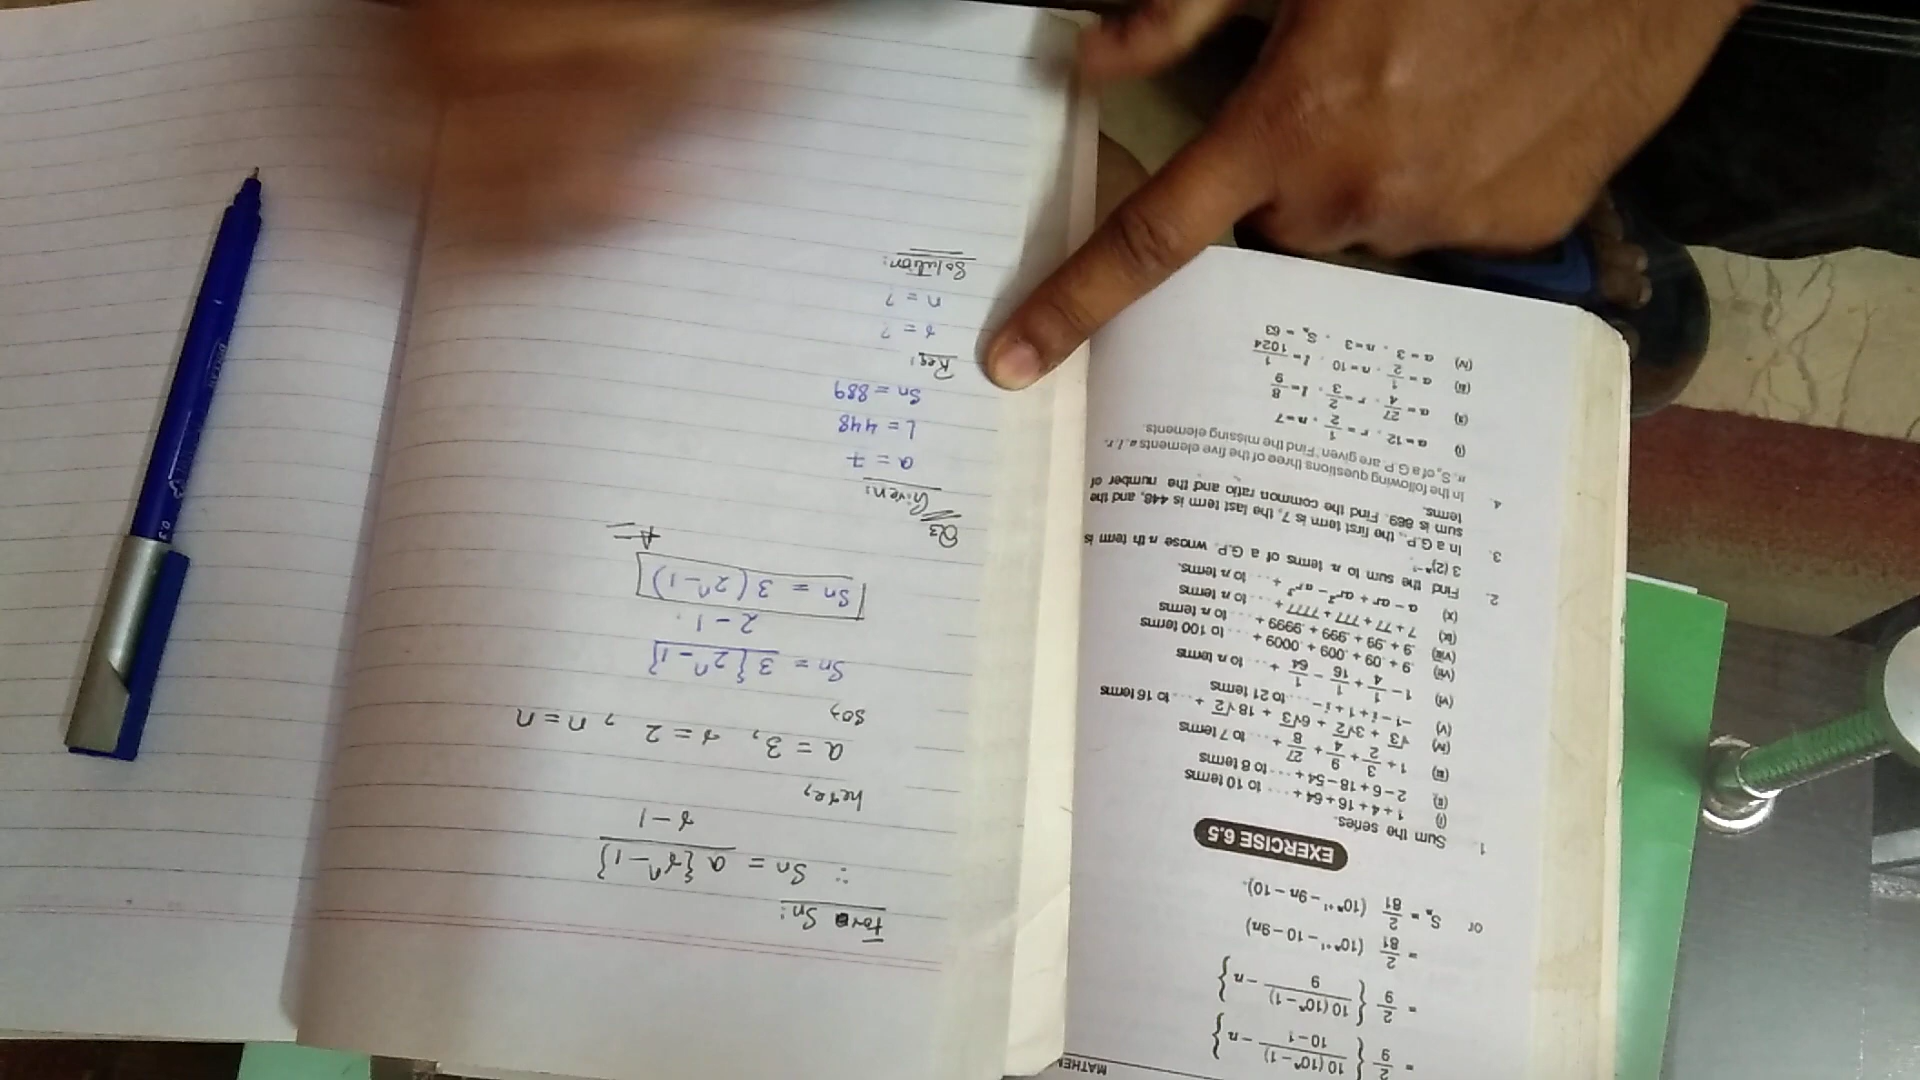 MATHEM
= 2/9 { 10 (10ⁿ – 1) / 10 – 1 – n }
= 2/9 { 10 (10ⁿ – 1) / 9 – n }
= 2/81 (10ⁿ⁺¹ – 10 – 9n)
or Sₙ = 2/81 (10ⁿ⁺¹ – 9n – 10).
EXERCISE 6.5
1. Sum the series.
(i) 1 + 4 + 16 + 64 + ···· to 10 terms
(ii) 2 – 6 + 18 – 54 + ···· to 8 terms
(iii) 1 + 2/3 + 4/9 + 8/27 + ···· to 7 terms
(iv) √3 + 3√2 + 6√3 + 18√2 + ···· to 16 terms
(v) –1 – i + 1 + i – ···· to 21 terms
(vi) 1 – 1/4 + 1/16 – 1/64 + ···· to n terms
(vii) .9 + .09 + .009 + .0009 + ···· to 100 terms
(viii) .9 + .99 + .999 + .9999 + ···· to n terms
(ix) 7 + 77 + 777 + 7777 + ···· to n terms
(x) a – ar + ar² – ar³ + ···· to n terms.
2. Find the sum to n terms of a G.P. whose n th term is
3 (2)ⁿ⁻¹
3. In a G.P., the first term is 7, the last term is 448, and the
sum is 889. Find the common ratio and the number of
terms.
4. In the following questions three of the five elements a, l, r,
n, Sₙ of a G.P. are given. Find the missing elements.
(i) a = 12 , r = 1/2 , n = 7
(ii) a = 27/4 , r = 2/3 , l = 8/9
(iii) a = 1/2 , n = 10 , l = 1/1024
(iv) a = 3 , n = 3 , Sₙ = 63
For Sn:
∵ Sn = a{rⁿ – 1} / r – 1
here,
a = 3, r = 2, n = n
so,
Sn = 3{2ⁿ – 1} / 2 – 1
Sn = 3(2ⁿ – 1)
A
Q3
Given:
a = 7
L = 448
Sn = 889
Req:
r = ?
n = ?
Solution:
0.3